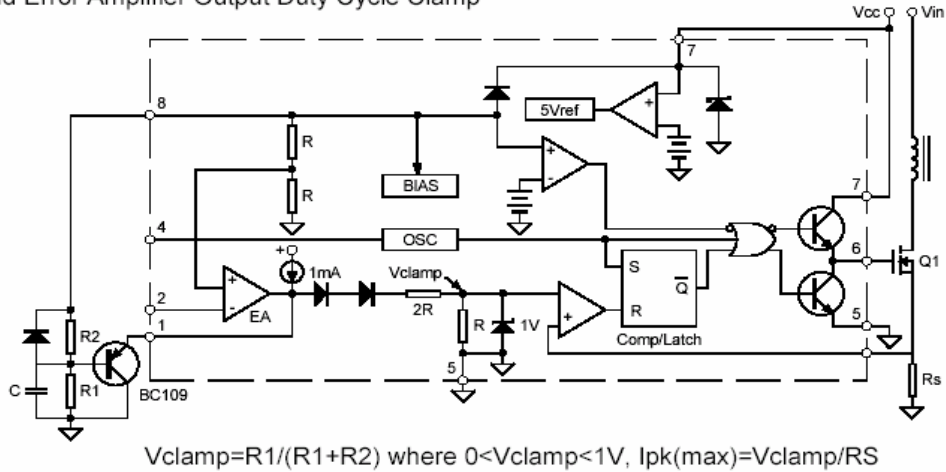 d Error Amplifier Output Duty Cycle Clamp
Vcc Vin
7
8
5Vref
+
R
+
-
BIAS
R
7
4
OSC
+
1mA
Vclamp
S
Q
6
Q1
2
+
-
EA
2R
R
1V
+
R
Comp/Latch
1
R2
5
5
C
R1
BC109
Rs
Vclamp=R1/(R1+R2) where 0<Vclamp<1V, Ipk(max)=Vclamp/RS